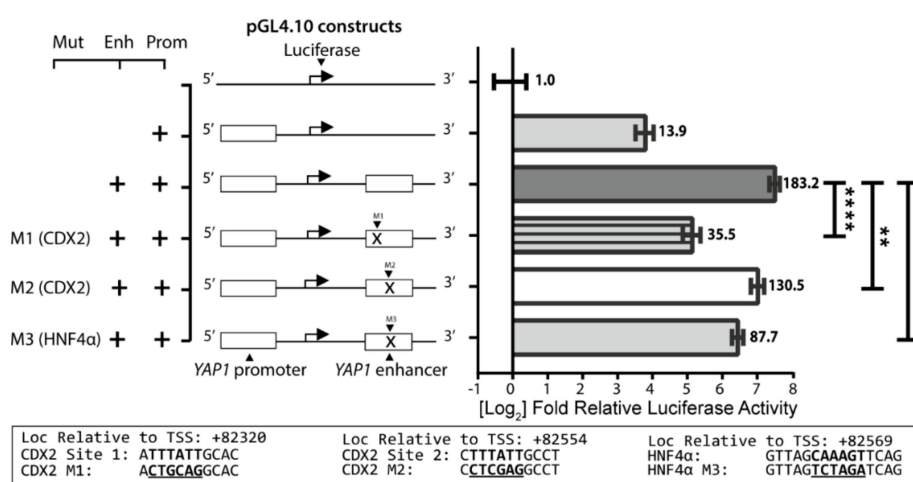 pGL4.10 constructs
Mut Enh Prom
Luciferase
5′ 3′ 1.0
+ 5′ 3′ 13.9
+ + 5′ 3′ 183.2
M1
M1 (CDX2) + + 5′ X 3′ 35.5
M2
M2 (CDX2) + + 5′ X 3′ 130.5
M3
M3 (HNF4α) + + 5′ X 3′ 87.7
****
**
YAP1 promoter YAP1 enhancer
-1 0 1 2 3 4 5 6 7 8
[Log2] Fold Relative Luciferase Activity
Loc Relative to TSS: +82320
CDX2 Site 1: ATTTATTGCAC
CDX2 M1: ACTGCAGGCAC
Loc Relative to TSS: +82554
CDX2 Site 2: CTTTATTGCCT
CDX2 M2: CCTCGAGGCCT
Loc Relative to TSS: +82569
HNF4α: GTTAGCAAAGTTCAG
HNF4α M3: GTTAGTCTAGATCAG